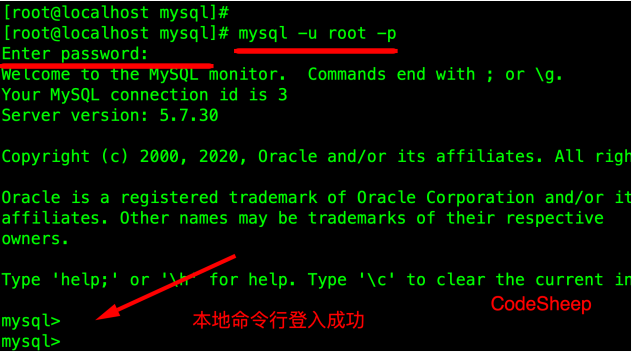 [root@localhost mysql]#
[root@localhost mysql]# mysql -u root -p
Enter password:
Welcome to the MySQL monitor.  Commands end with ; or \g.
Your MySQL connection id is 3
Server version: 5.7.30
Copyright (c) 2000, 2020, Oracle and/or its affiliates. All righ
Oracle is a registered trademark of Oracle Corporation and/or it
affiliates. Other names may be trademarks of their respective
owners.
Type 'help;' or '\h' for help. Type '\c' to clear the current in
CodeSheep
mysql> 本地命令行登入成功
mysql>